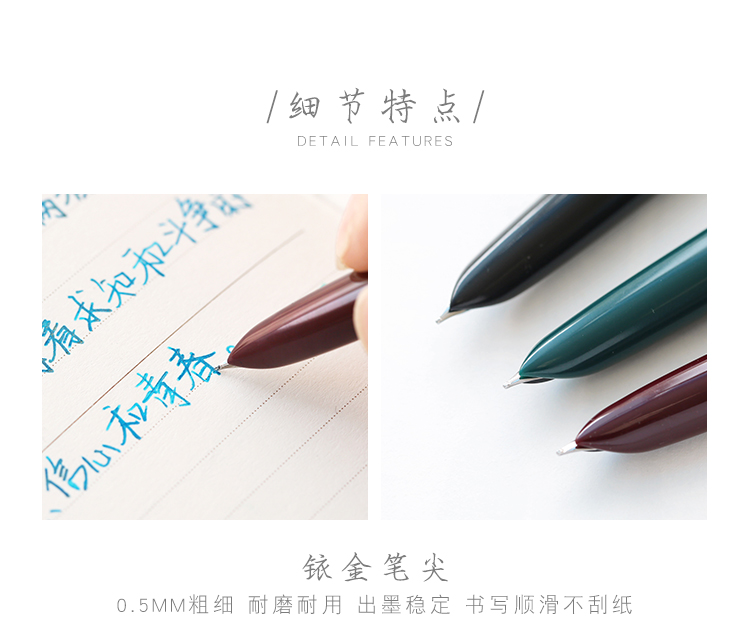 /细节特点/
DETAIL FEATURES
着求知和斗争的
信心和青春。
铱金笔尖
0.5MM粗细 耐磨耐用 出墨稳定 书写顺滑不刮纸